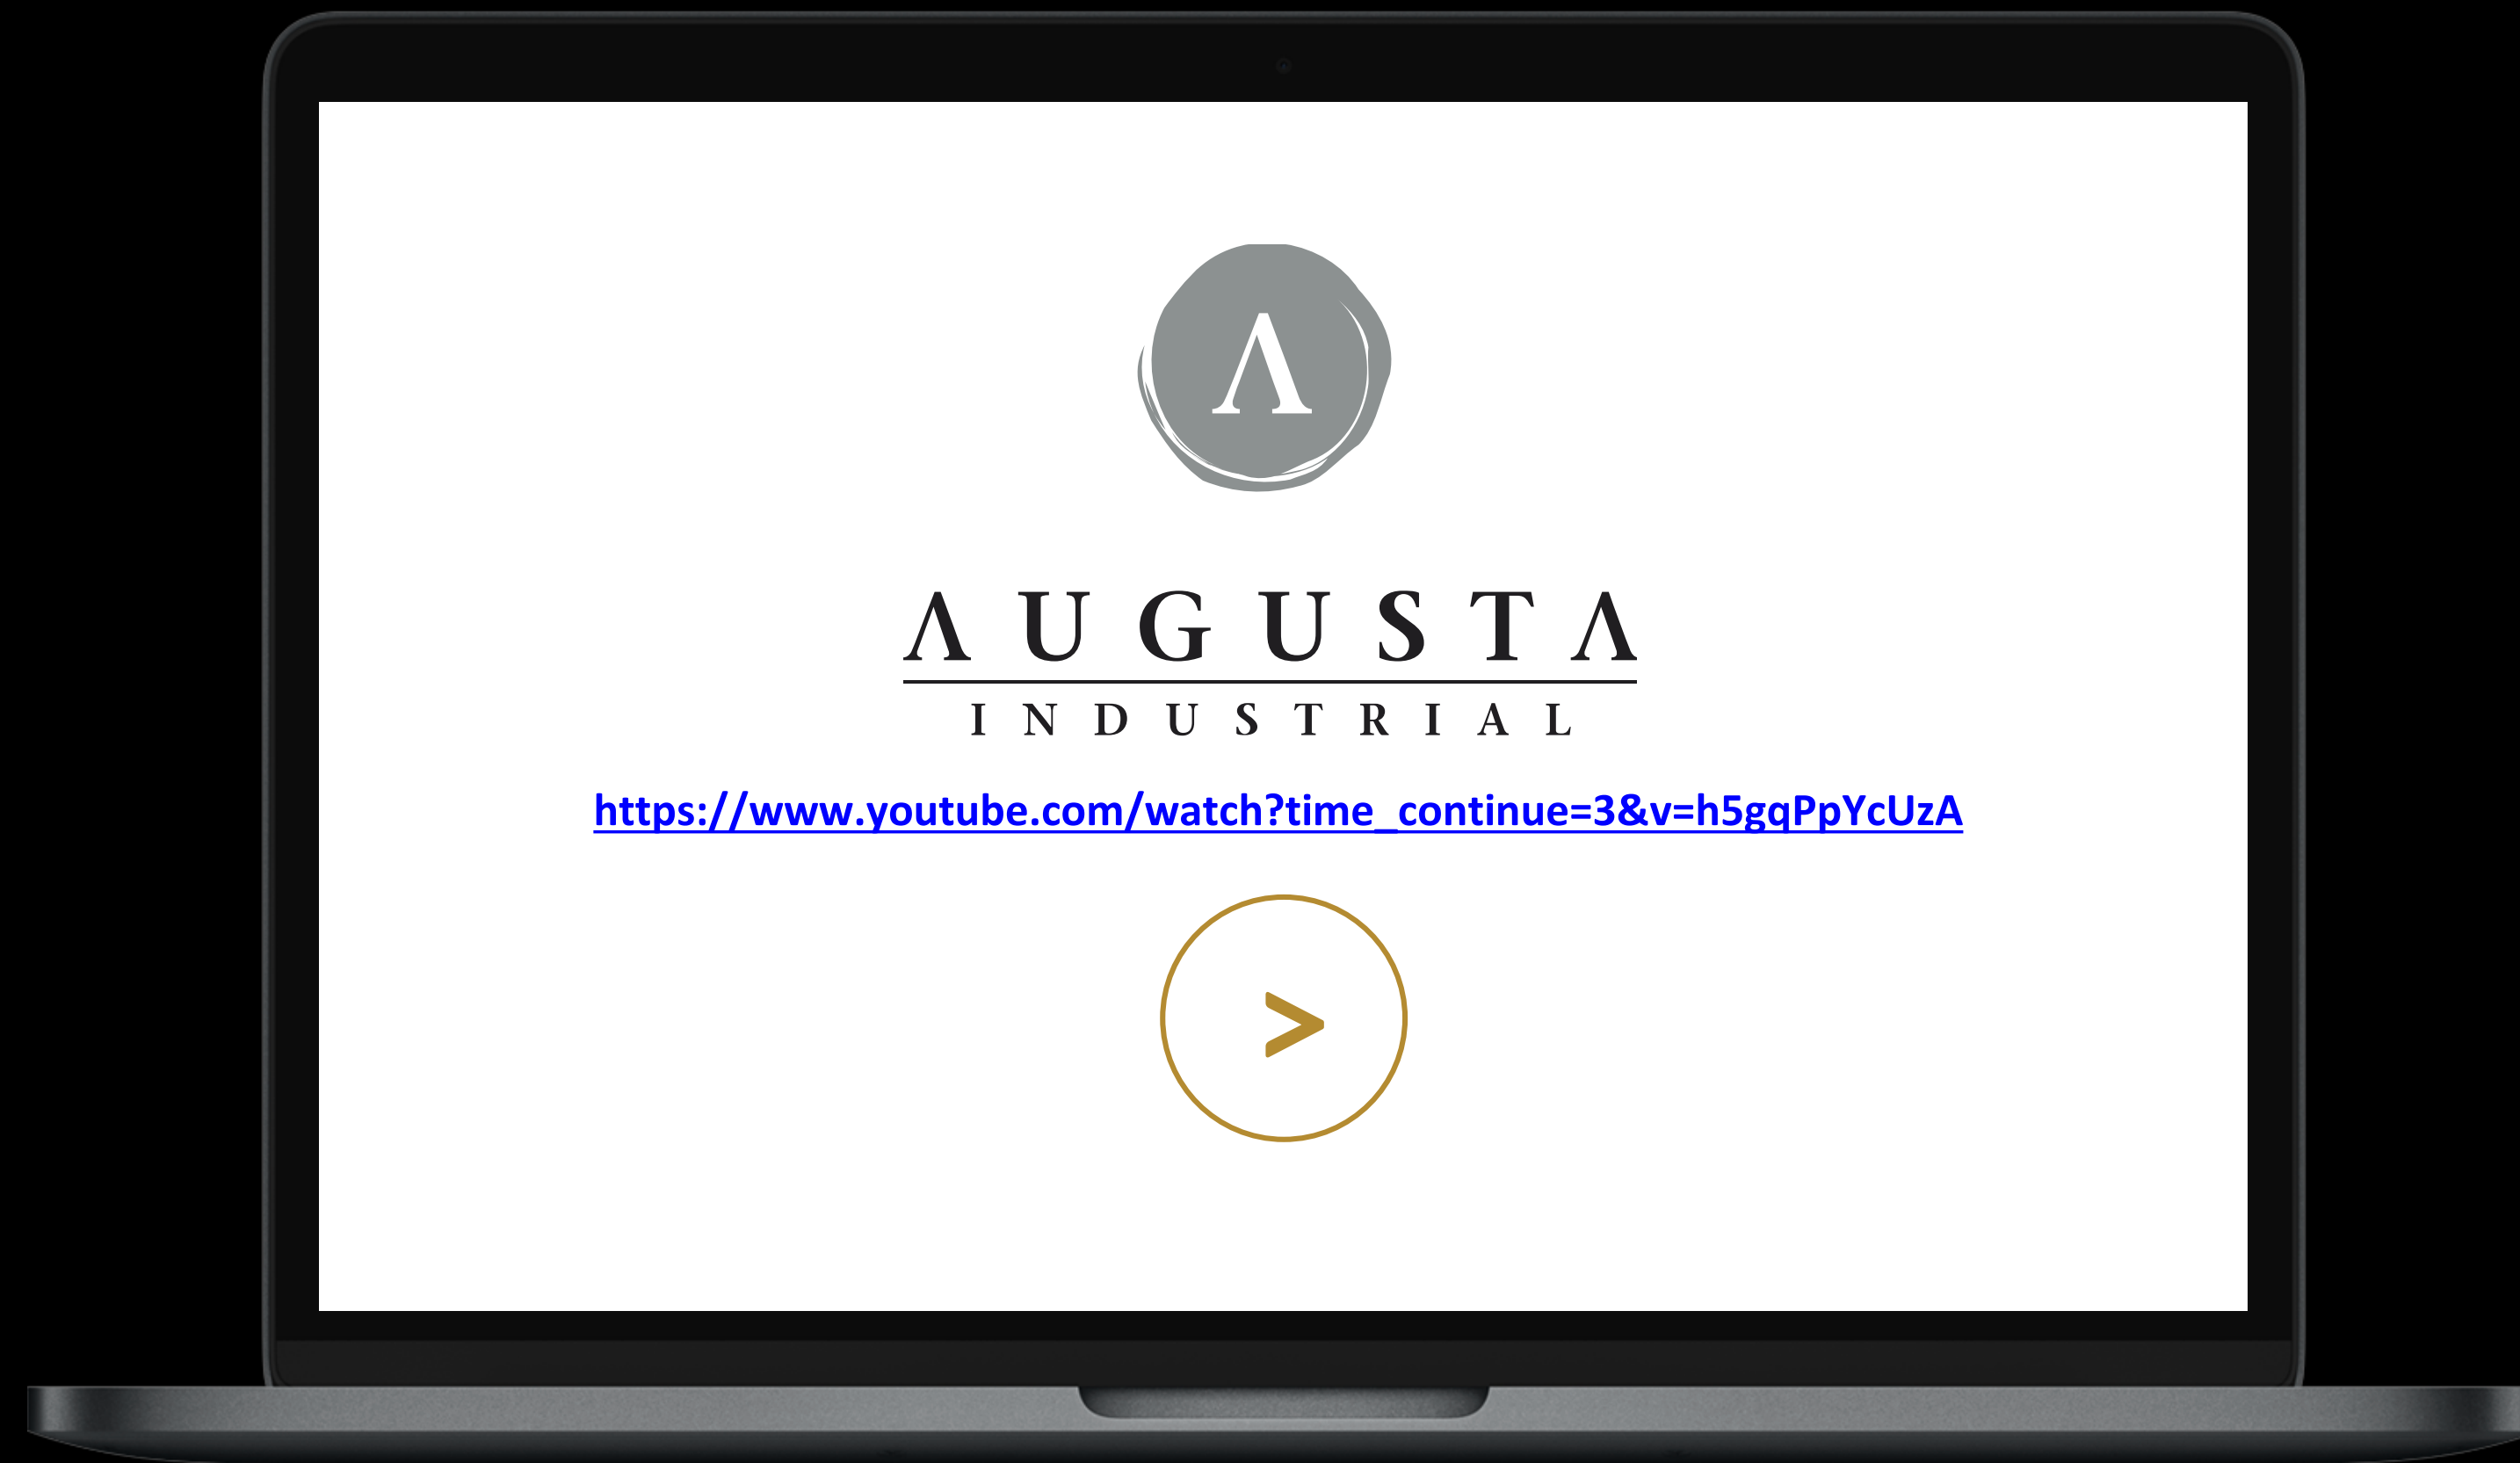 Λ
ΛUGUSTΛ
INDUSTRIAL
https://www.youtube.com/watch?time_continue=3&v=h5gqPpYcUzA
>